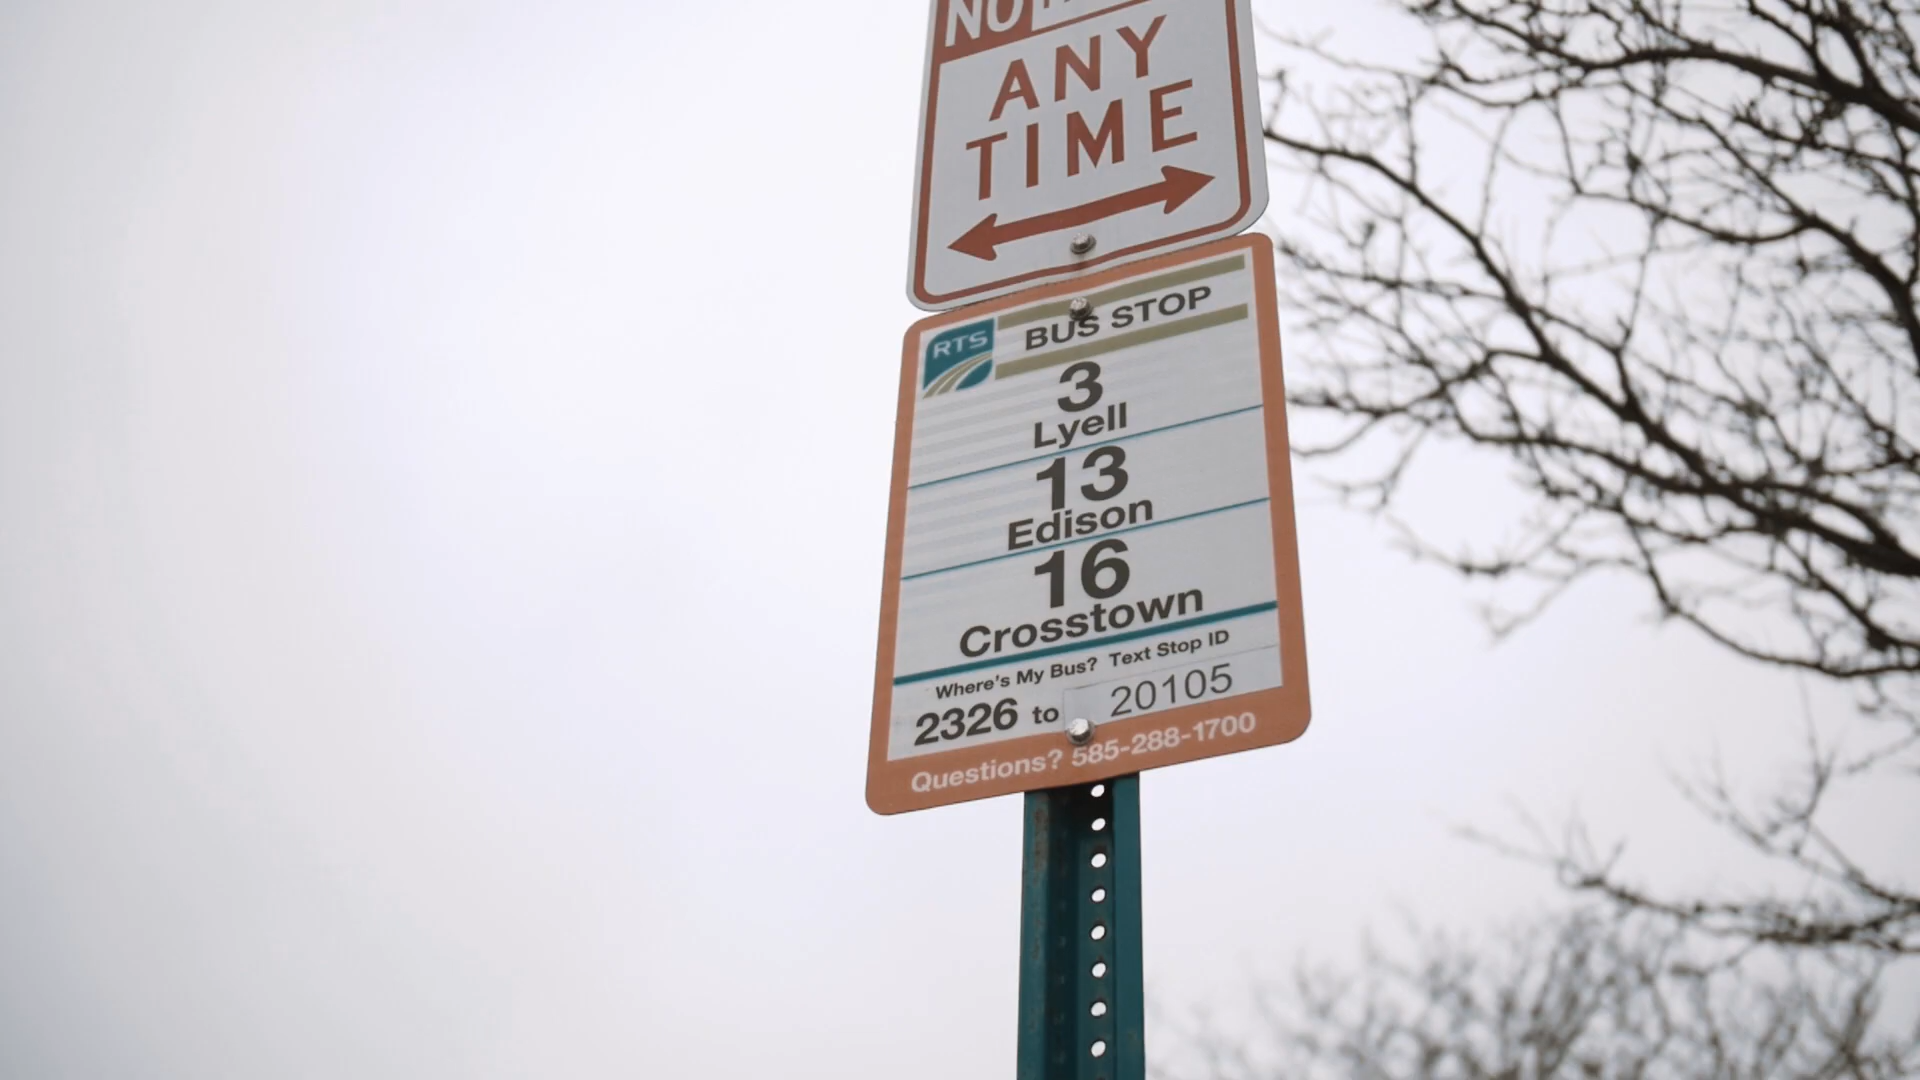 NO
ANY
TIME
RTS
BUS STOP
3
Lyell
13
Edison
16
Crosstown
Where's My Bus? Text Stop ID
2326 to 20105
Questions? 585-288-1700